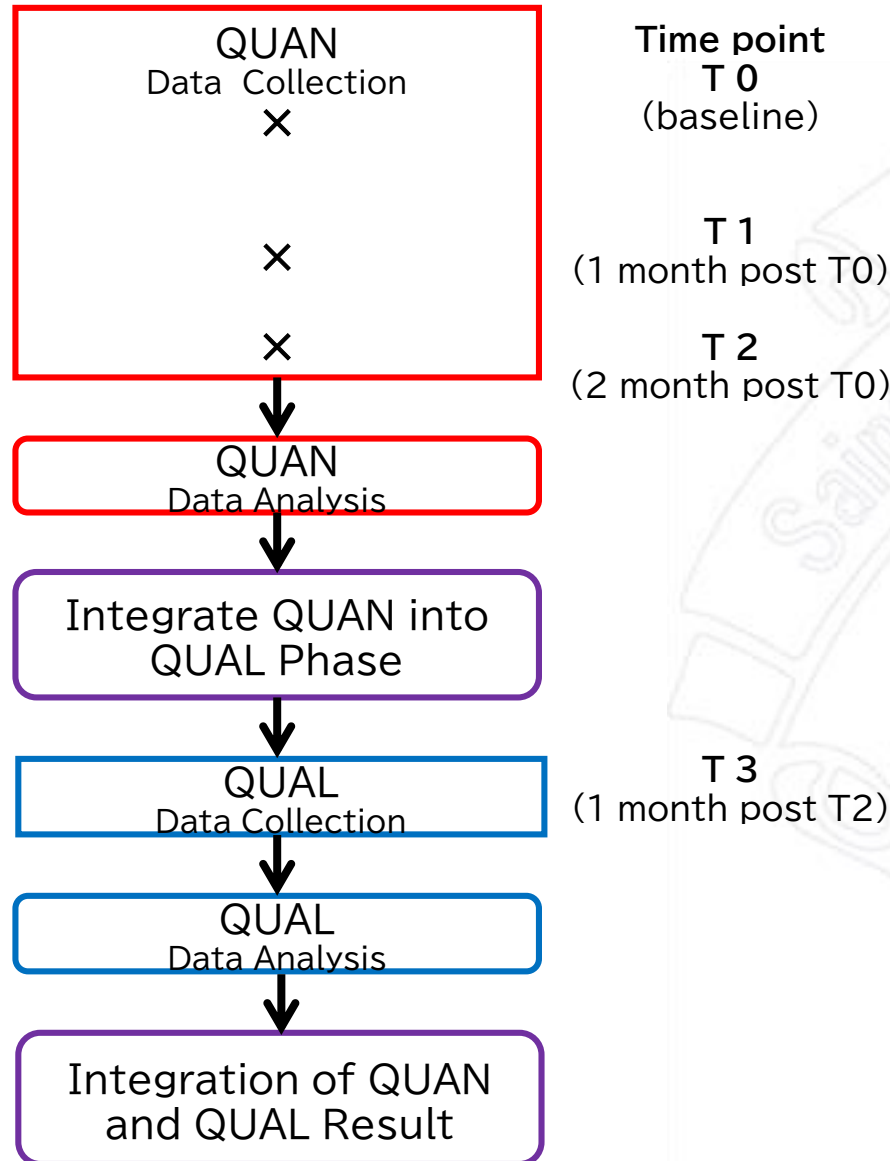 QUAN
Data Collection
×
×
×
Time point
T 0
(baseline)
T 1
(1 month post T0)
T 2
(2 month post T0)
QUAN
Data Analysis
Integrate QUAN into
QUAL Phase
QUAL
Data Collection
T 3
(1 month post T2)
QUAL
Data Analysis
Integration of QUAN
and QUAL Result